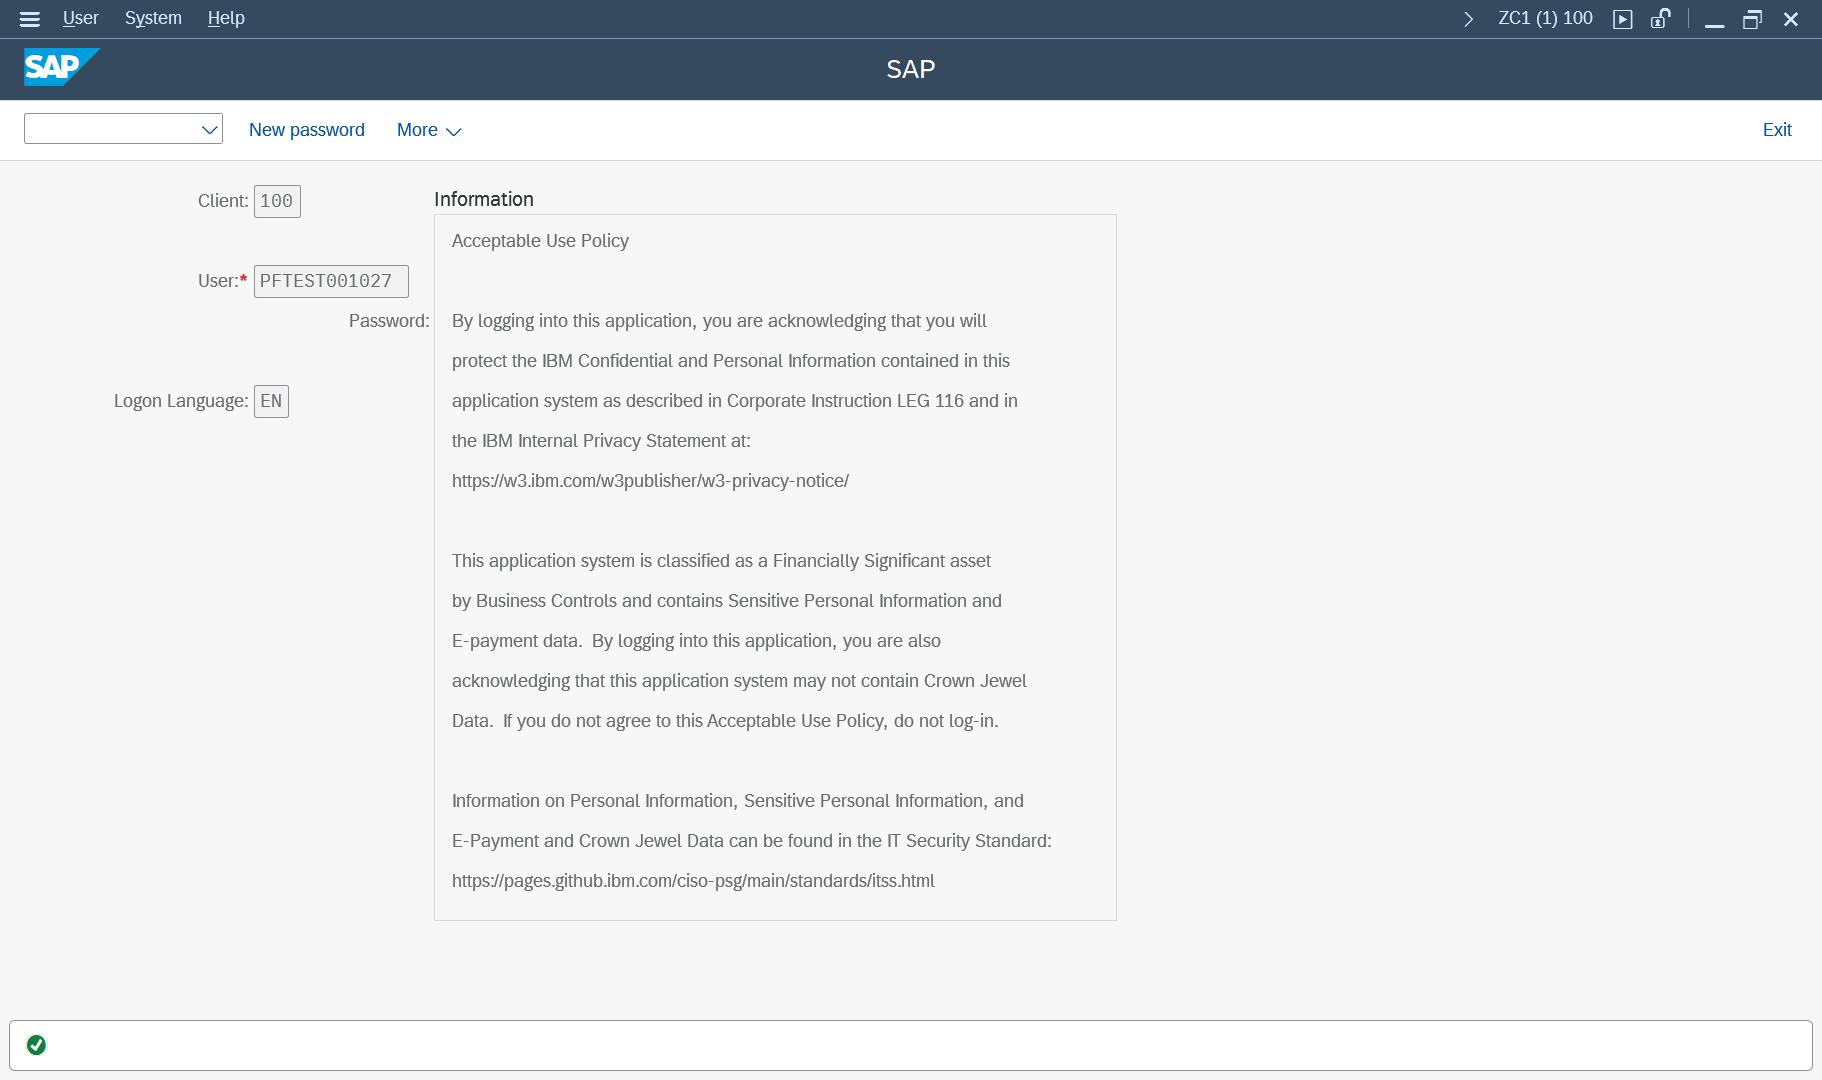 User System Help ZC1 (1) 100
SAP SAP
New password More Exit
Client: 100
Information
Acceptable Use Policy
User:* PFTEST001027
Password:
By logging into this application, you are acknowledging that you will
protect the IBM Confidential and Personal Information contained in this
application system as described in Corporate Instruction LEG 116 and in
Logon Language: EN
the IBM Internal Privacy Statement at:
https://w3.ibm.com/w3publisher/w3-privacy-notice/
This application system is classified as a Financially Significant asset
by Business Controls and contains Sensitive Personal Information and
E-payment data. By logging into this application, you are also
acknowledging that this application system may not contain Crown Jewel
Data. If you do not agree to this Acceptable Use Policy, do not log-in.
Information on Personal Information, Sensitive Personal Information, and
E-Payment and Crown Jewel Data can be found in the IT Security Standard:
https://pages.github.ibm.com/ciso-psg/main/standards/itss.html